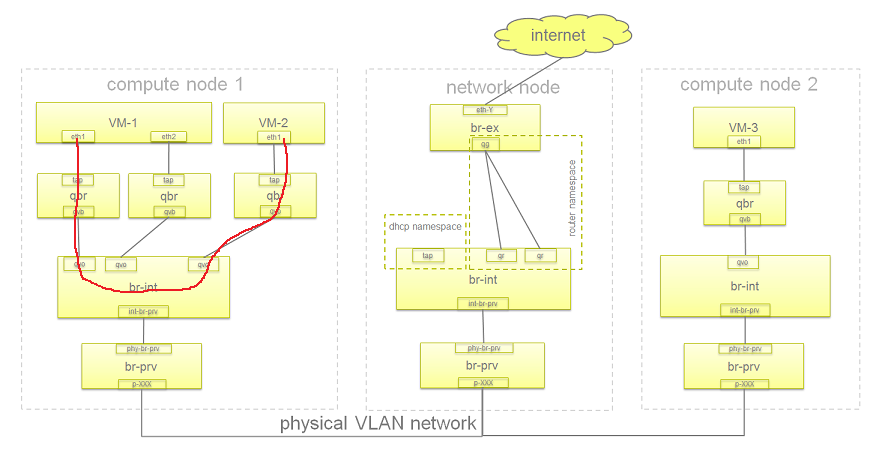 internet
compute node 1
network node
compute node 2
VM-1
eth1
eth2
VM-2
eth1
eth-Y
br-ex
qg
VM-3
eth1
tap
qbr
qvb
tap
qbr
qvb
tap
qbr
qvb
router namespace
dhcp namespace
tap
qr
qr
br-int
int-br-prv
tap
qbr
qvb
qvo
qvo
qvo
br-int
int-br-prv
qvo
br-int
int-br-prv
phy-br-prv
br-prv
p-XXX
phy-br-prv
br-prv
p-XXX
phy-br-prv
br-prv
p-XXX
physical VLAN network